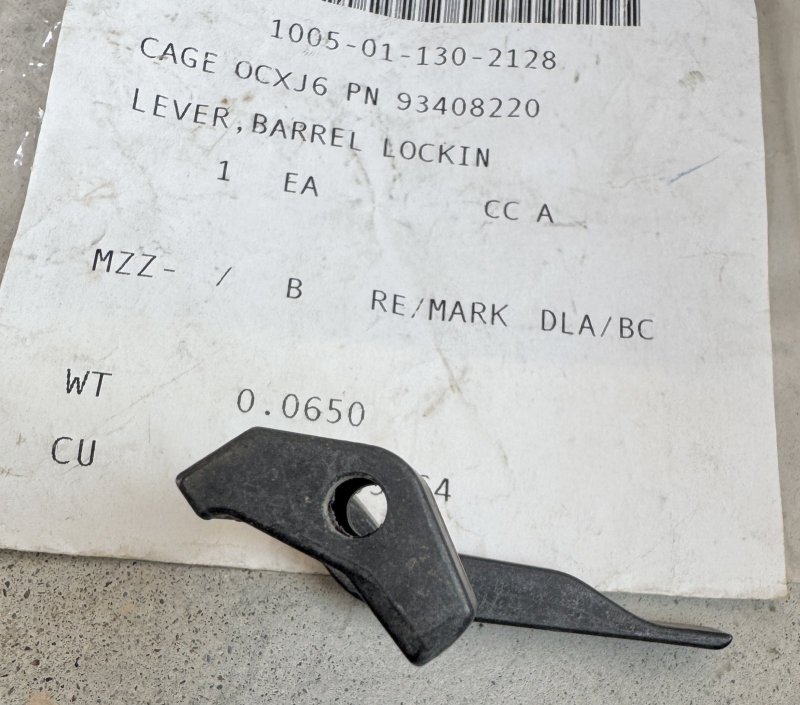 1005-01-130-2128
CAGE 0CXJ6 PN 93408220
LEVER,BARREL LOCKIN
1 EA CC A
MZZ- / B RE/MARK DLA/BC
WT 0.0650
CU 4